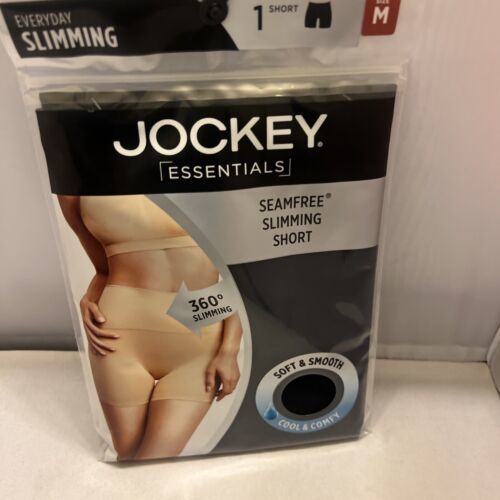 EVERYDAY
SLIMMING
1 SHORT
SIZE
M
JOCKEY®
ESSENTIALS
SEAMFREE®
SLIMMING
SHORT
360°
SLIMMING
SOFT & SMOOTH
COOL & COMFY